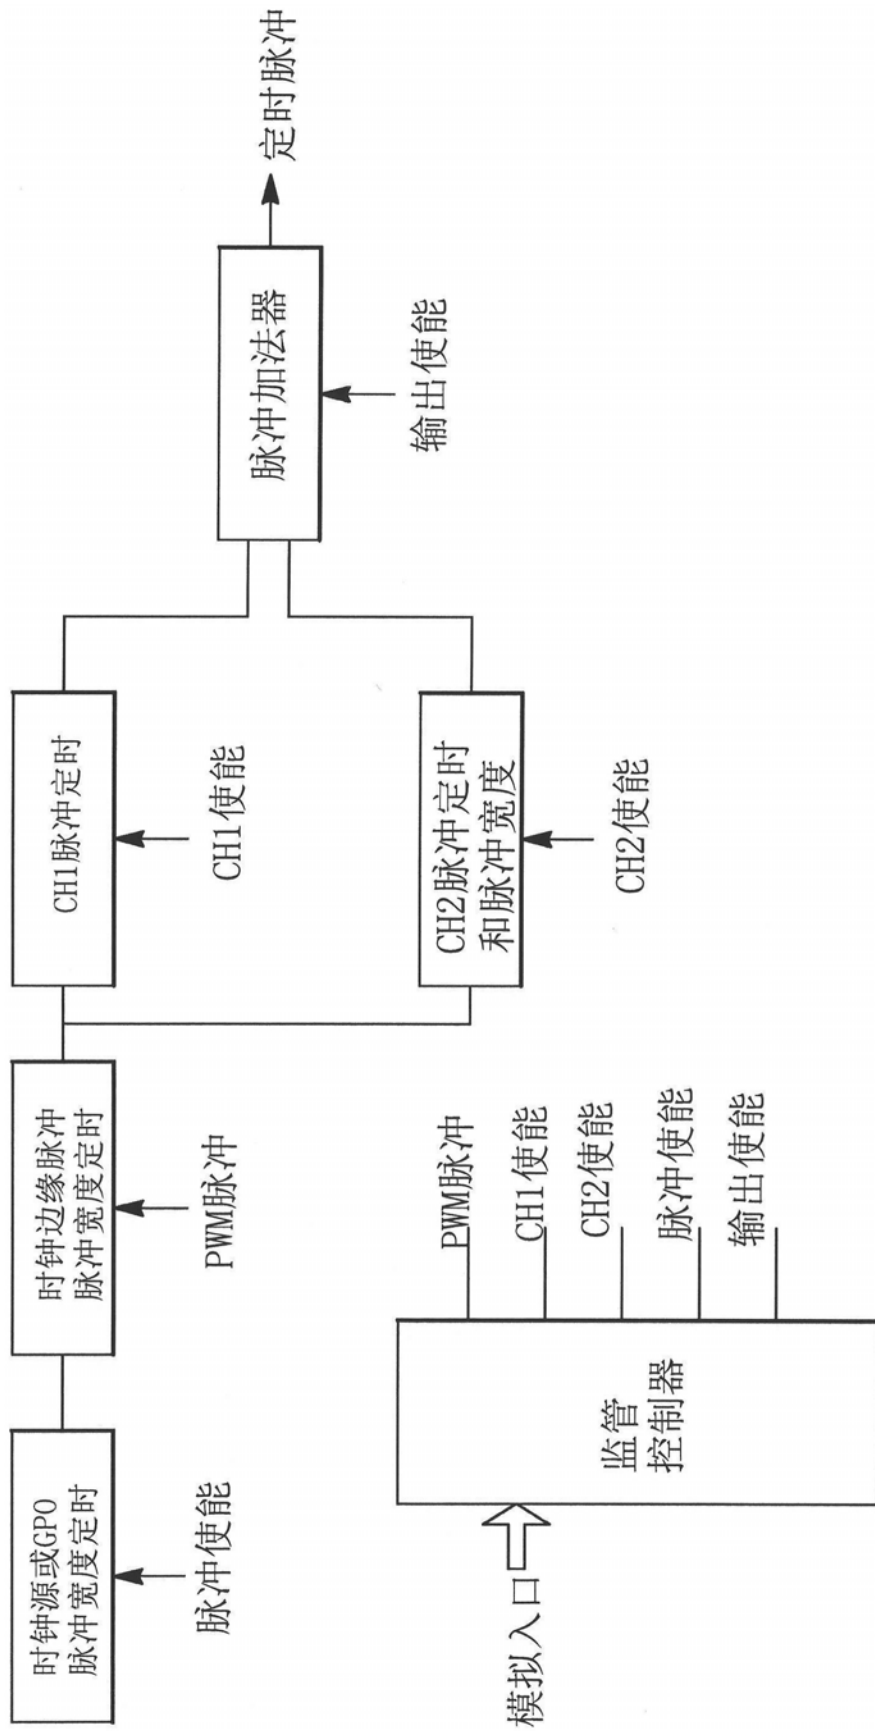 时钟源或GPO
脉冲宽度定时
脉冲使能
时钟边缘脉冲
脉冲宽度定时
PWM脉冲
CH1脉冲定时
CH1使能
CH2脉冲定时
和脉冲宽度
CH2使能
脉冲加法器
输出使能
定时脉冲
模拟入口
监管
控制器
PWM脉冲
CH1使能
CH2使能
脉冲使能
输出使能